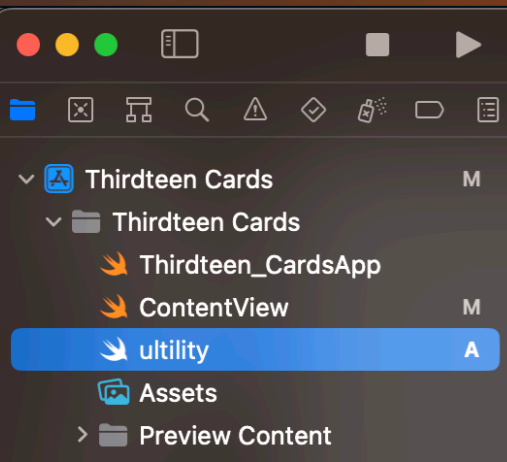 Thirdteen Cards M
Thirdteen Cards
Thirdteen_CardsApp
ContentView M
ultility A
Assets
Preview Content